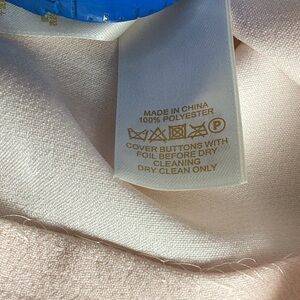 MADE IN CHINA
100% POLYESTER
P
COVER BUTTONS WITH
FOIL BEFORE DRY
CLEANING
DRY CLEAN ONLY